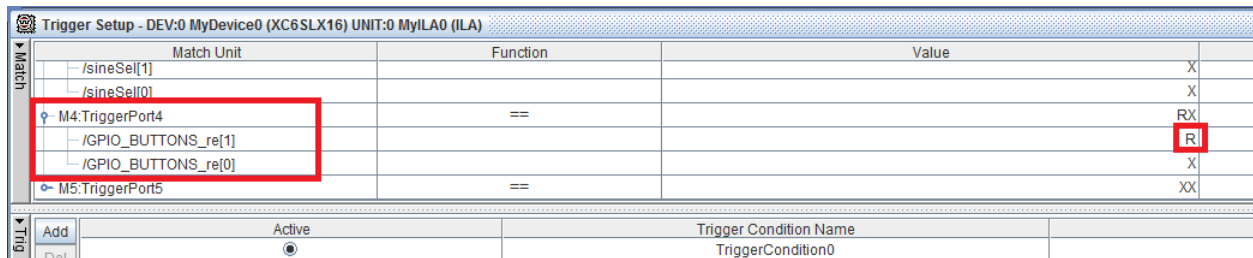 Trigger Setup - DEV:0 MyDevice0 (XC6SLX16) UNIT:0 MyILA0 (ILA)
Match
Match Unit Function Value
/sineSel[1] X
/sineSel[0] X
M4:TriggerPort4 == RX
/GPIO_BUTTONS_re[1] R
/GPIO_BUTTONS_re[0] X
M5:TriggerPort5 == XX
Trig
Add Active Trigger Condition Name
Del TriggerCondition0